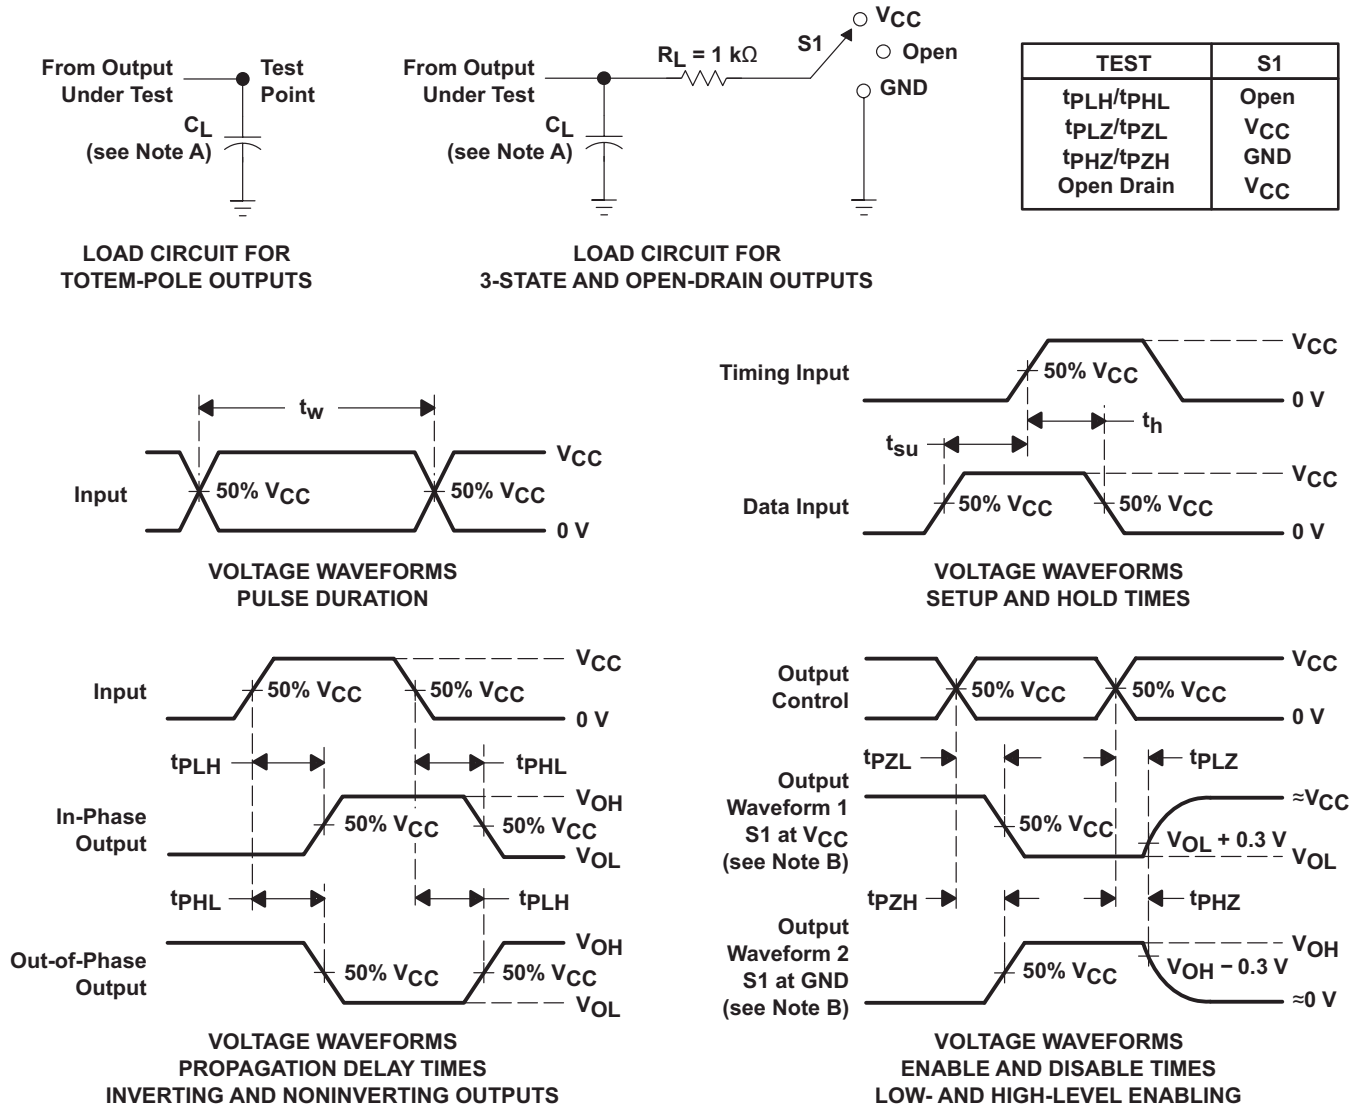 From Output
Under Test
Test
Point
CL
(see Note A)
LOAD CIRCUIT FOR
TOTEM-POLE OUTPUTS
From Output
Under Test
RL = 1 kΩ
S1
VCC
Open
GND
CL
(see Note A)
LOAD CIRCUIT FOR
3-STATE AND OPEN-DRAIN OUTPUTS
TEST S1
tPLH/tPHL Open
tPLZ/tPZL VCC
tPHZ/tPZH GND
Open Drain VCC
tw
Input
50% VCC
50% VCC
VCC
0 V
VOLTAGE WAVEFORMS
PULSE DURATION
Timing Input
50% VCC
VCC
0 V
tsu
th
Data Input
50% VCC
50% VCC
VCC
0 V
VOLTAGE WAVEFORMS
SETUP AND HOLD TIMES
Input
50% VCC
50% VCC
VCC
0 V
tPLH
tPHL
In-Phase
Output
50% VCC
50% VCC
VOH
VOL
tPHL
tPLH
Out-of-Phase
Output
50% VCC
50% VCC
VOH
VOL
VOLTAGE WAVEFORMS
PROPAGATION DELAY TIMES
INVERTING AND NONINVERTING OUTPUTS
Output
Control
50% VCC
50% VCC
VCC
0 V
tPZL
tPLZ
Output
Waveform 1
S1 at VCC
(see Note B)
50% VCC
VOL + 0.3 V
≈VCC
VOL
tPZH
tPHZ
Output
Waveform 2
S1 at GND
(see Note B)
50% VCC
VOH − 0.3 V
VOH
≈0 V
VOLTAGE WAVEFORMS
ENABLE AND DISABLE TIMES
LOW- AND HIGH-LEVEL ENABLING